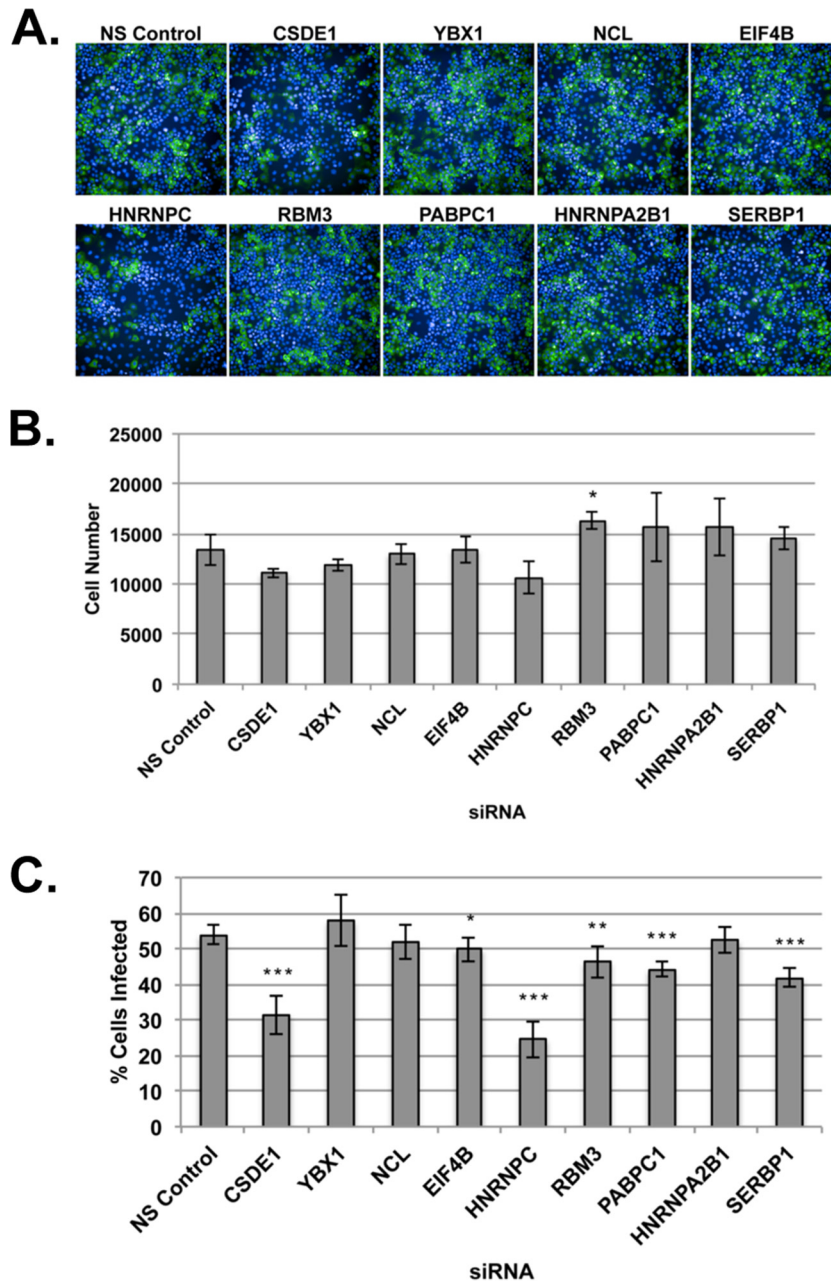 A.
NS Control CSDE1 YBX1 NCL EIF4B
HNRNPC RBM3 PABPC1 HNRNPA2B1 SERBP1
B.
Cell Number
25000
20000
15000
10000
5000
0
*
NS Control CSDE1 YBX1 NCL EIF4B HNRNPC RBM3 PABPC1 HNRNPA2B1 SERBP1
siRNA
C.
% Cells Infected
70
60
50
40
30
20
10
0
*** * *** ** *** ***
NS Control CSDE1 YBX1 NCL EIF4B HNRNPC RBM3 PABPC1 HNRNPA2B1 SERBP1
siRNA